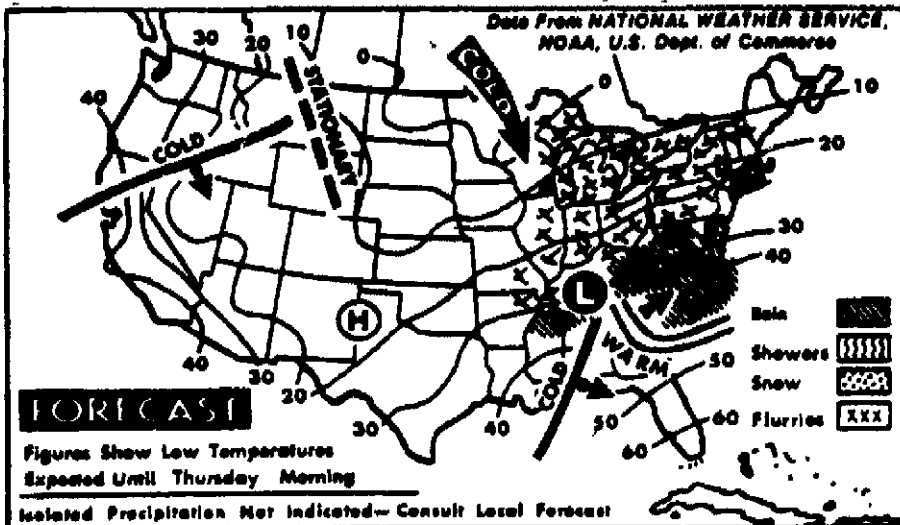 Data From NATIONAL WEATHER SERVICE,
NOAA, U.S. Dept. of Commerce
30
20
10
0
COLD
0
10
40
STATIONARY
COLD
20
30
40
L
H
Rain
Showers
Snow
Flurries
XXX
WARM
COLD
50
50
60
60
40
30
20
30
40
FORECAST
Figures Show Low Temperatures
Expected Until Thursday Morning
Isolated Precipitation Not Indicated— Consult Local Forecast